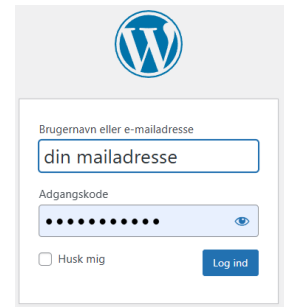 Brugernavn eller e-mailadresse
din mailadresse
Adgangskode
●●●●●●●●●●●
Husk mig
Log ind